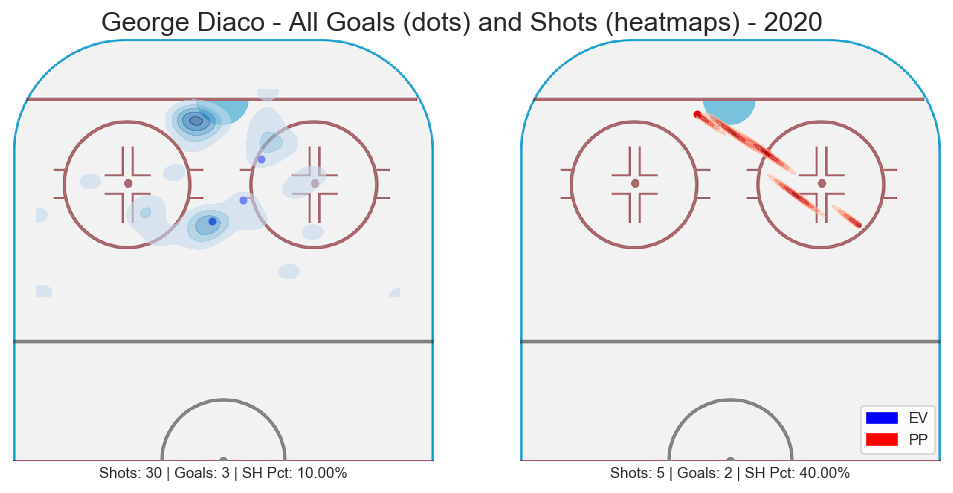 George Diaco - All Goals (dots) and Shots (heatmaps) - 2020
EV
PP
Shots: 30 | Goals: 3 | SH Pct: 10.00%
Shots: 5 | Goals: 2 | SH Pct: 40.00%